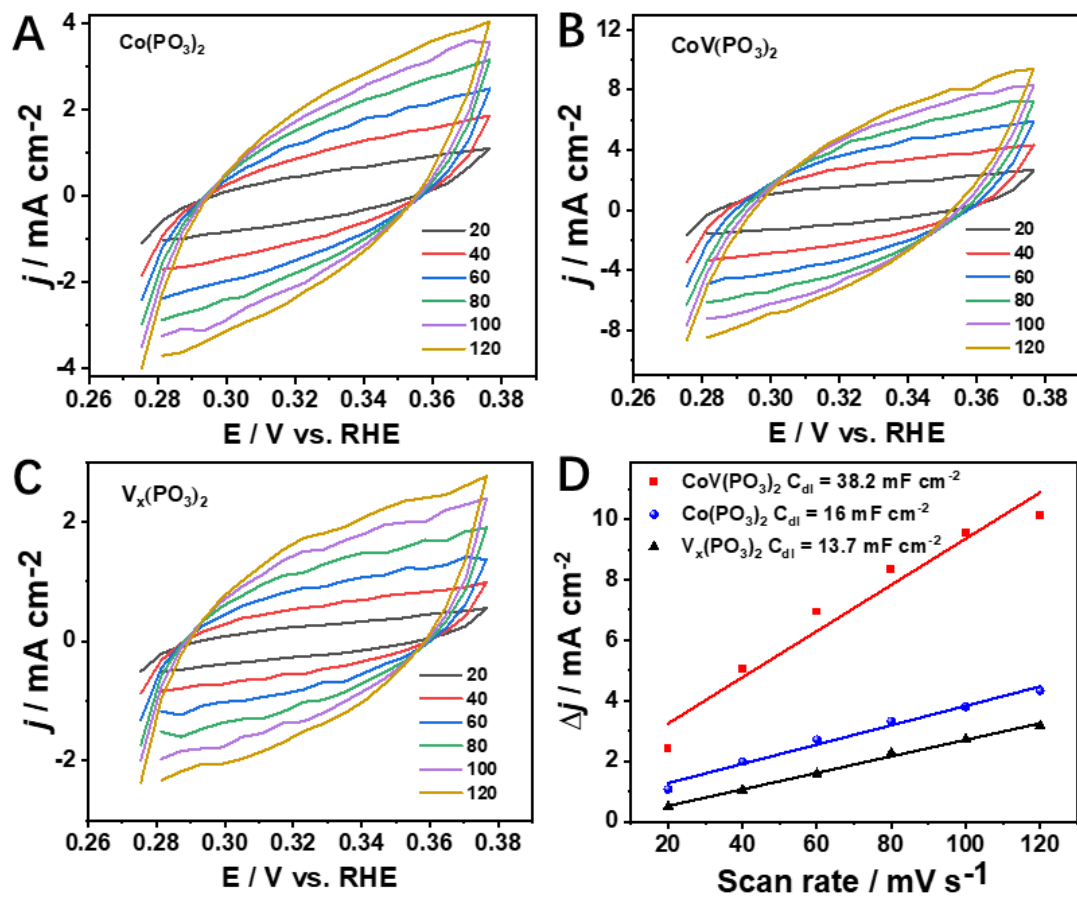 A
Co(PO₃)₂
4
2
0
-2
-4
j / mA cm⁻²
20
40
60
80
100
120
0.26 0.28 0.30 0.32 0.34 0.36 0.38
E / V vs. RHE
B
CoV(PO₃)₂
12
8
4
0
-4
-8
j / mA cm⁻²
20
40
60
80
100
120
0.26 0.28 0.30 0.32 0.34 0.36 0.38
E / V vs. RHE
C
Vₓ(PO₃)₂
2
0
-2
j / mA cm⁻²
20
40
60
80
100
120
0.26 0.28 0.30 0.32 0.34 0.36 0.38
E / V vs. RHE
D
CoV(PO₃)₂ C_dl = 38.2 mF cm⁻²
Co(PO₃)₂ C_dl = 16 mF cm⁻²
Vₓ(PO₃)₂ C_dl = 13.7 mF cm⁻²
10
8
6
4
2
0
Δj / mA cm⁻²
20 40 60 80 100 120
Scan rate / mV s⁻¹